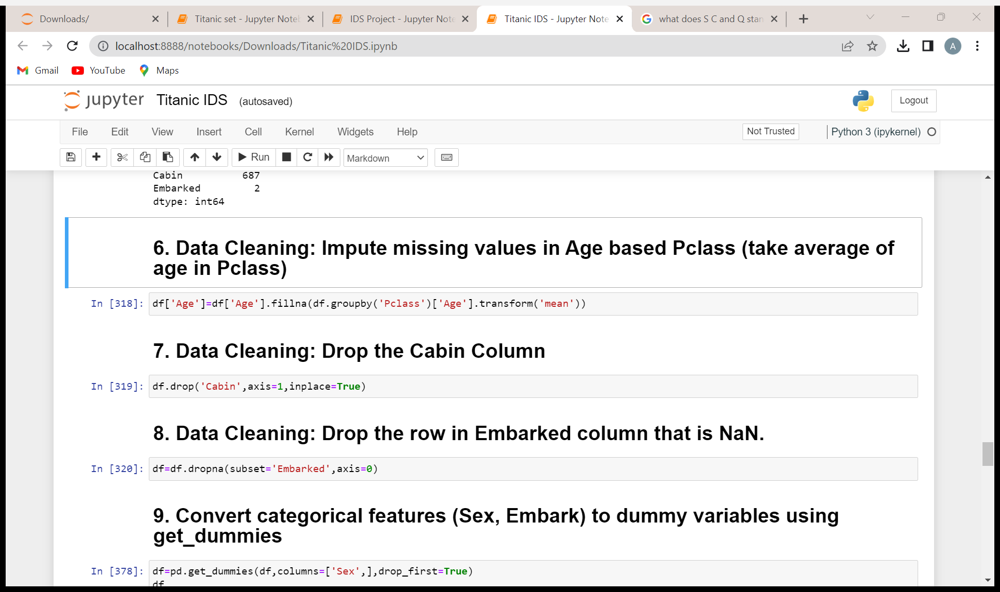 Downloads/
Titanic set - Jupyter Note
IDS Project - Jupyter Note
Titanic IDS - Jupyter Note
what does S C and Q stan
localhost:8888/notebooks/Downloads/Titanic%20IDS.ipynb
A
Gmail
YouTube
Maps
jupyter Titanic IDS (autosaved)
Logout
File Edit View Insert Cell Kernel Widgets Help
Not Trusted
Python 3 (ipykernel)
Run
Markdown
Cabin 687
Embarked 2
dtype: int64
6. Data Cleaning: Impute missing values in Age based Pclass (take average of
age in Pclass)
In [318]: df['Age']=df['Age'].fillna(df.groupby('Pclass')['Age'].transform('mean'))
7. Data Cleaning: Drop the Cabin Column
In [319]: df.drop('Cabin',axis=1,inplace=True)
8. Data Cleaning: Drop the row in Embarked column that is NaN.
In [320]: df=df.dropna(subset='Embarked',axis=0)
9. Convert categorical features (Sex, Embark) to dummy variables using
get_dummies
In [378]: df=pd.get_dummies(df,columns=['Sex',],drop_first=True)
df